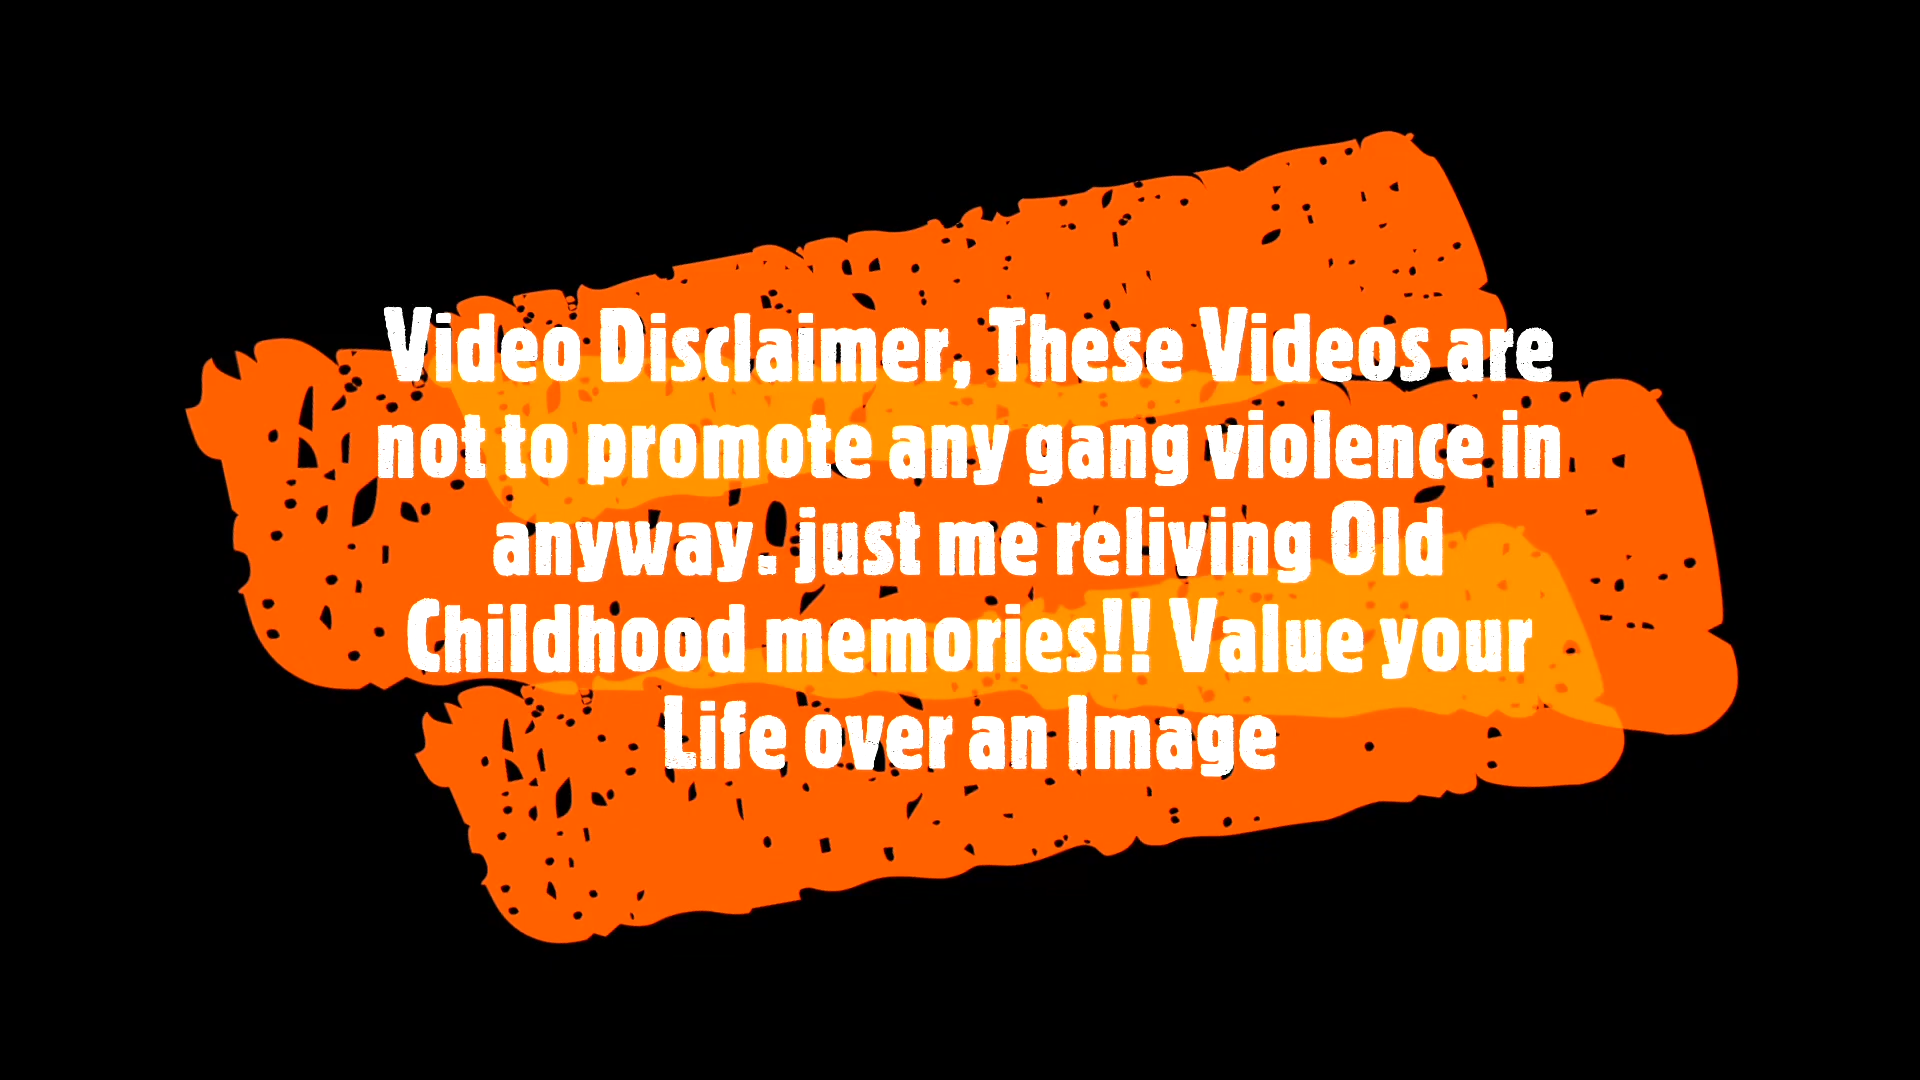 Video Disclaimer, These Videos are
not to promote any gang violence in
anyway. just me reliving Old
Childhood memories!! Value your
Life over an Image